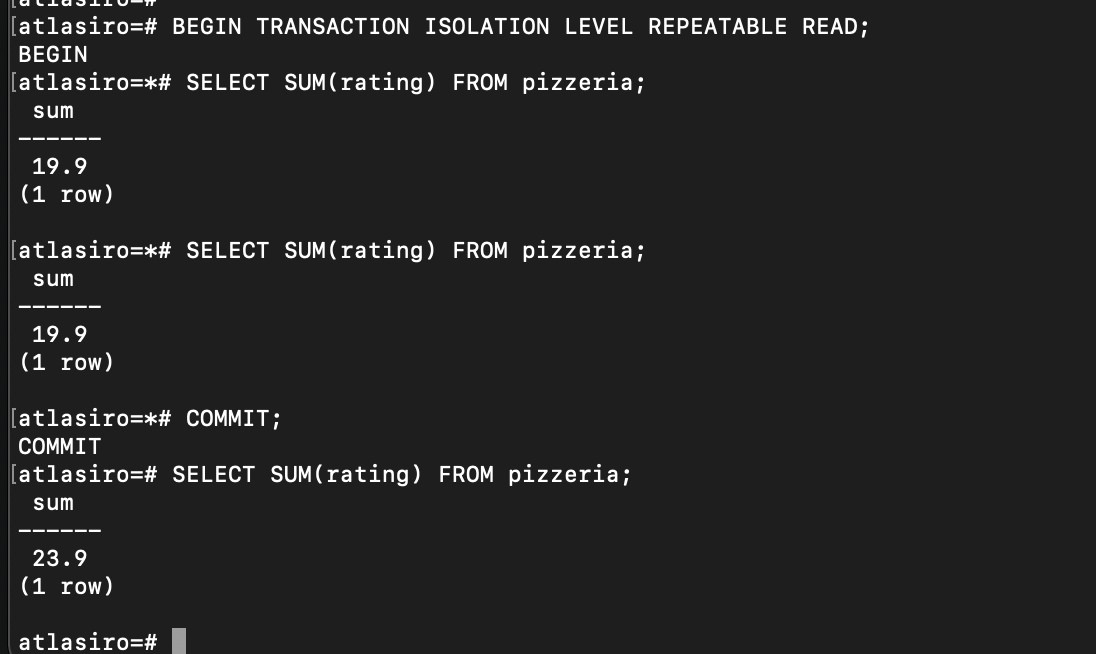 [atlasiro=#
[atlasiro=# BEGIN TRANSACTION ISOLATION LEVEL REPEATABLE READ;
BEGIN
[atlasiro=*# SELECT SUM(rating) FROM pizzeria;
 sum
------
 19.9
(1 row)

[atlasiro=*# SELECT SUM(rating) FROM pizzeria;
 sum
------
 19.9
(1 row)

[atlasiro=*# COMMIT;
COMMIT
[atlasiro=# SELECT SUM(rating) FROM pizzeria;
 sum
------
 23.9
(1 row)

atlasiro=#